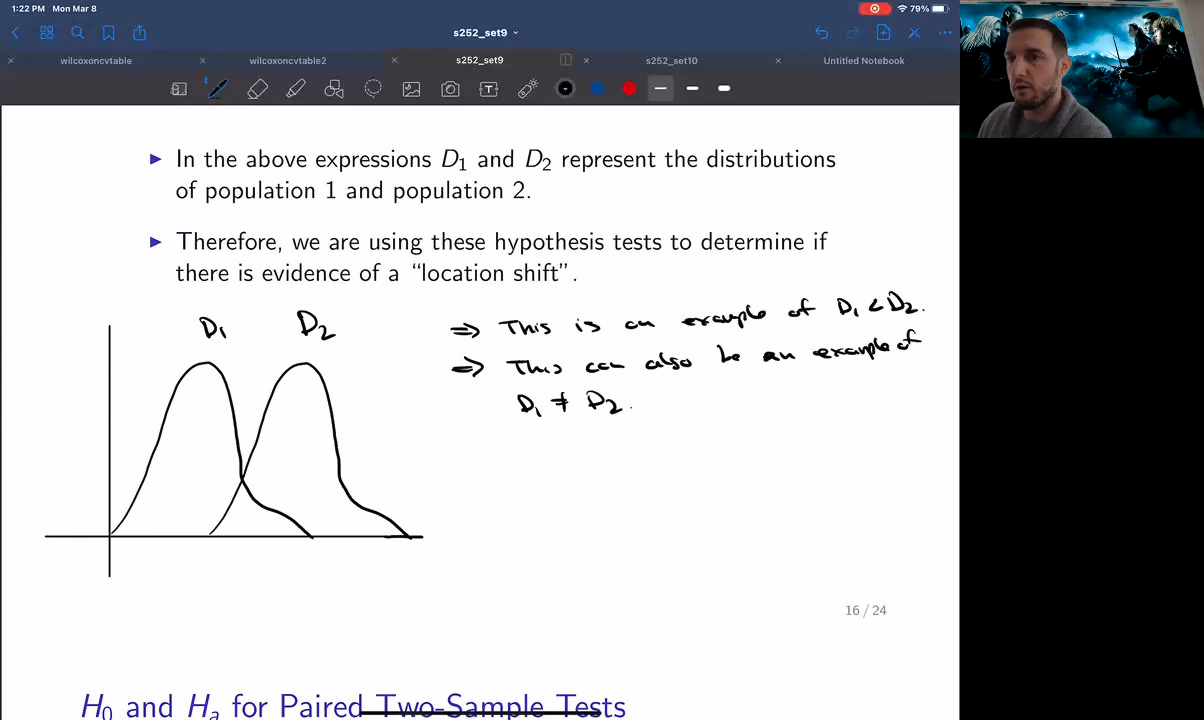 1:22 PM Mon Mar 8
79%
s252_set9
wilcoxoncvtable
wilcoxoncvtable2
s252_set9
s252_set10
Untitled Notebook
▶ In the above expressions D1 and D2 represent the distributions
of population 1 and population 2.
▶ Therefore, we are using these hypothesis tests to determine if
there is evidence of a “location shift”.
D1 D2
⇒ This is an example of D1 < D2.
⇒ This can also be an example of
D1 ≠ D2.
16 / 24
H0 and Ha for Paired Two-Sample Tests